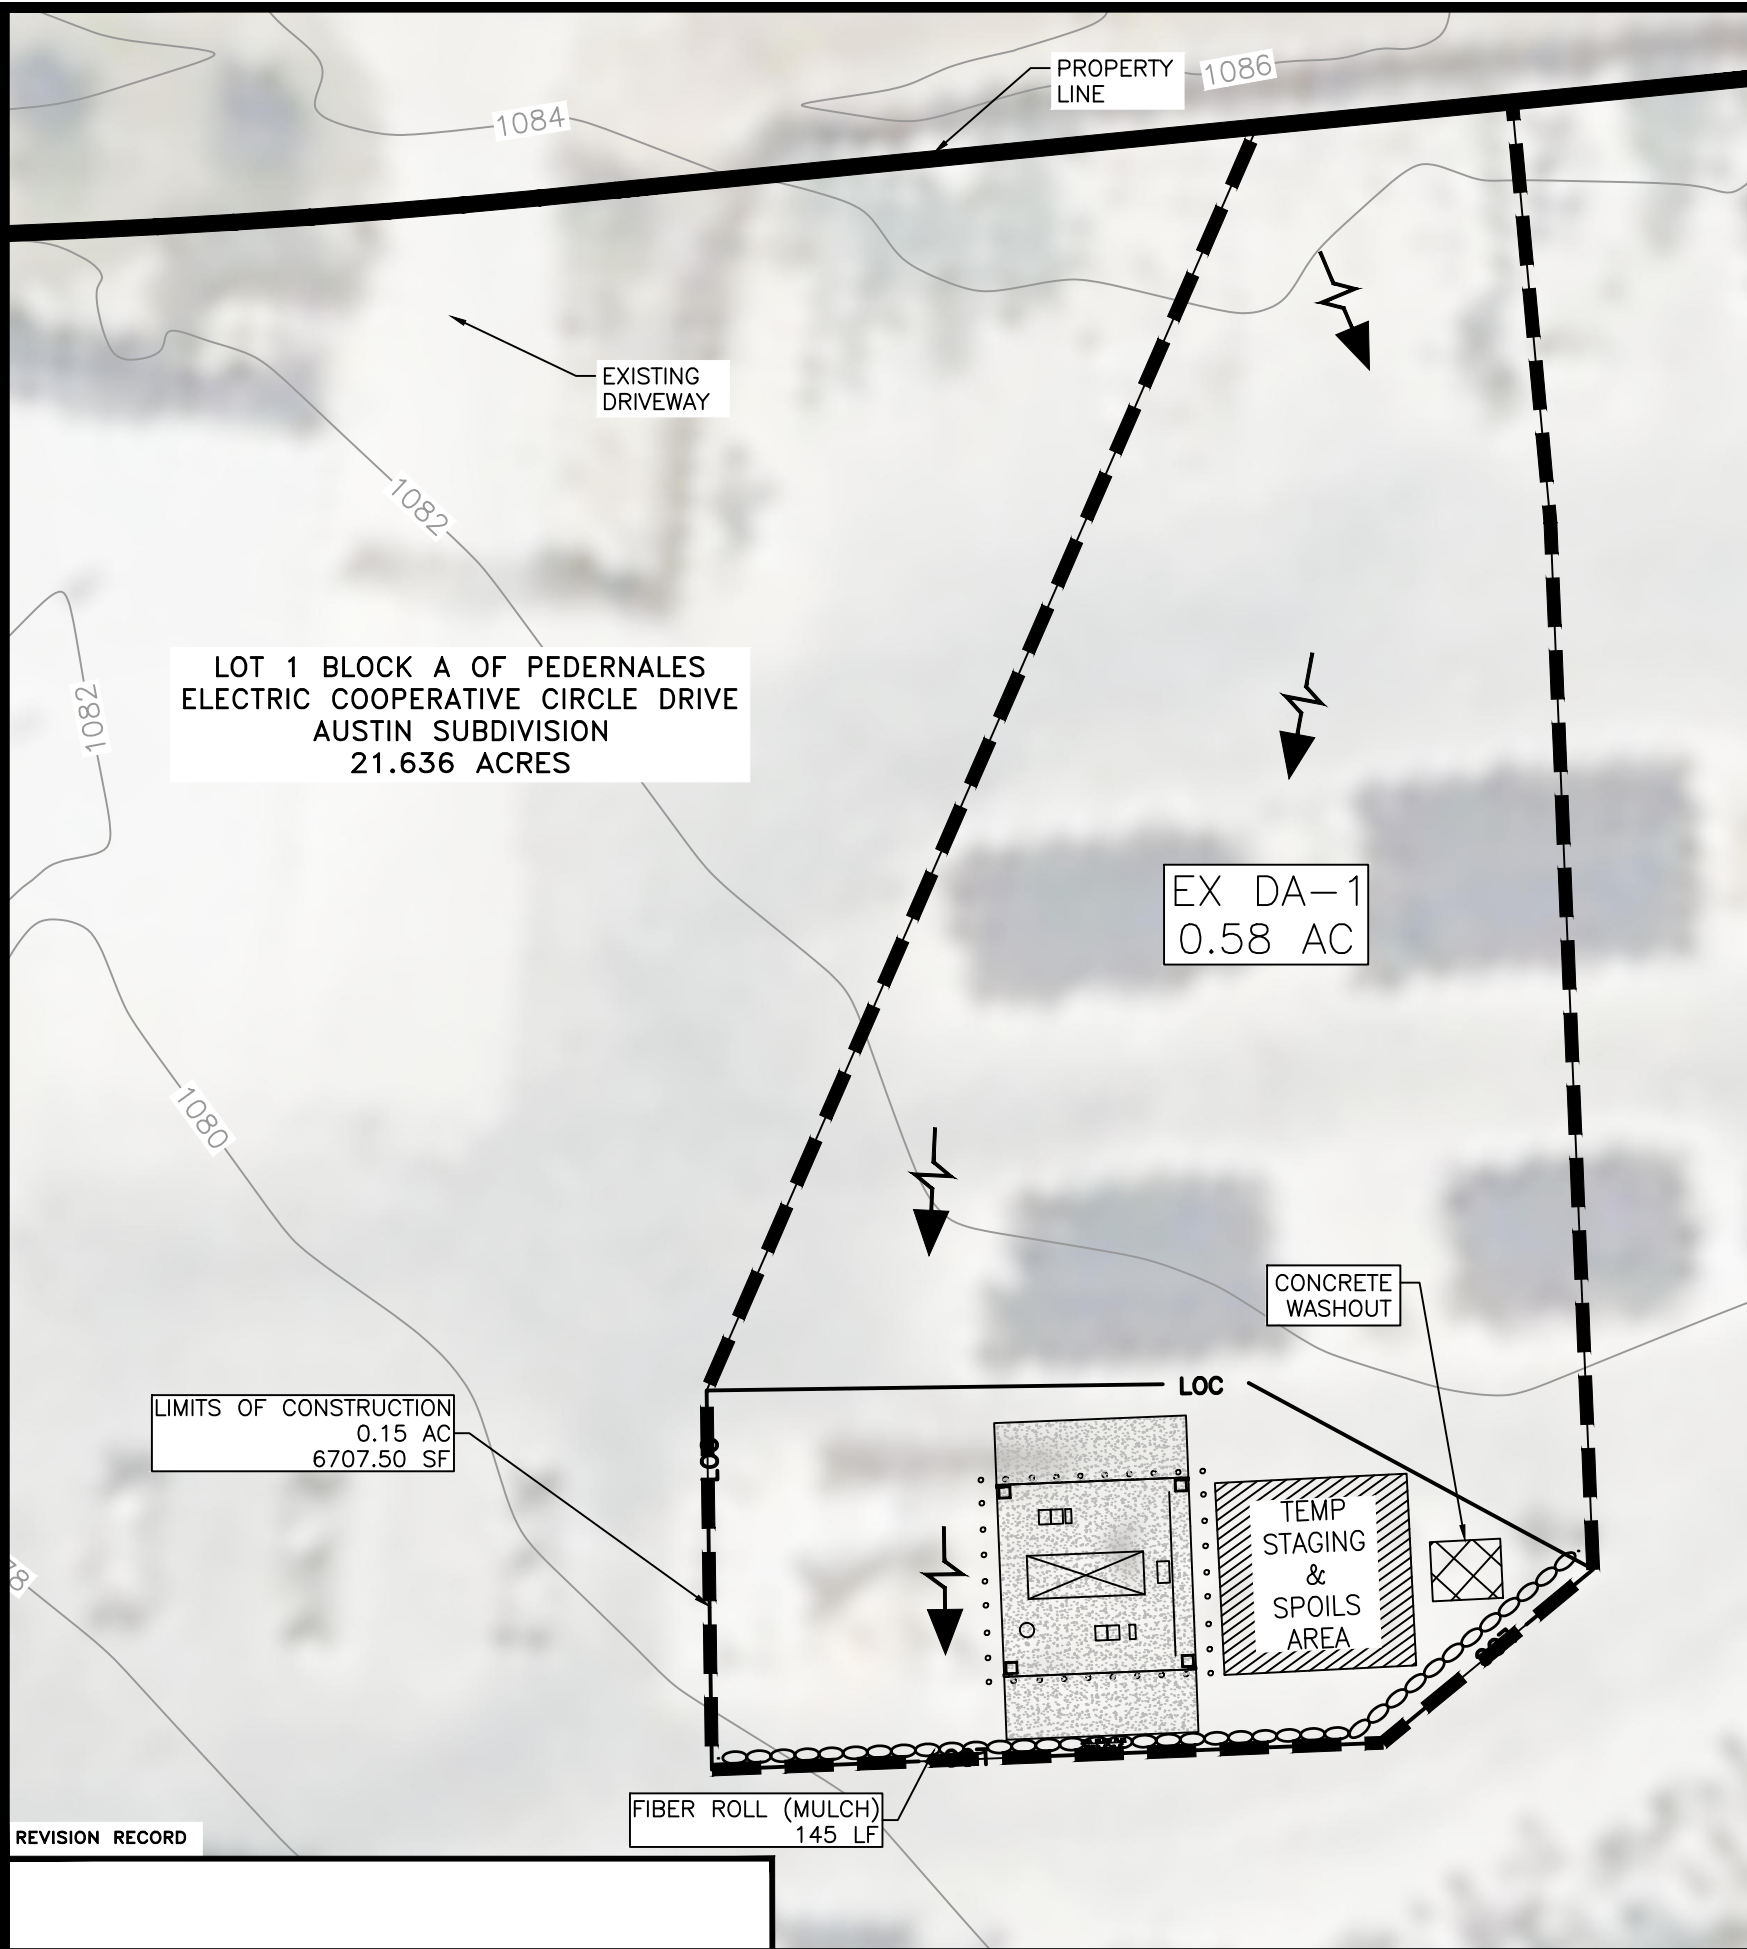 PROPERTY
LINE
1086
1084
EXISTING
DRIVEWAY
1082
LOT 1 BLOCK A OF PEDERNALES
ELECTRIC COOPERATIVE CIRCLE DRIVE
AUSTIN SUBDIVISION
21.636 ACRES
1082
EX DA-1
0.58 AC
1080
CONCRETE
WASHOUT
LOC
LIMITS OF CONSTRUCTION
0.15 AC
6707.50 SF
LOC
TEMP
STAGING
&
SPOILS
AREA
FIBER ROLL (MULCH)
145 LF
REVISION RECORD